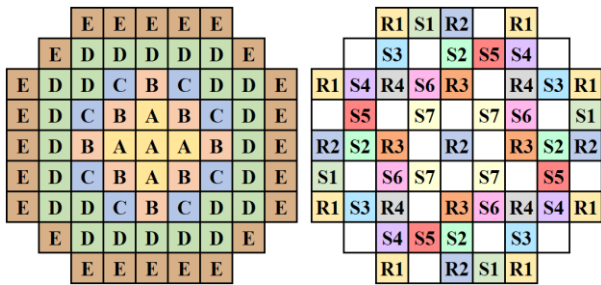 E E E E E
E D D D D D E
E D D C B C D D E
E D C B A B C D E
E D B A A A B D E
E D C B A B C D E
E D D C B C D D E
E D D D D D E
E E E E E
R1 S1 R2 R1
S3 S2 S5 S4
R1 S4 R4 S6 R3 R4 S3 R1
S5 S7 S7 S6 S1
R2 S2 R3 R2 R3 S2 R2
S1 S6 S7 S7 S5
R1 S3 R4 R3 S6 R4 S4 R1
S4 S5 S2 S3
R1 R2 S1 R1